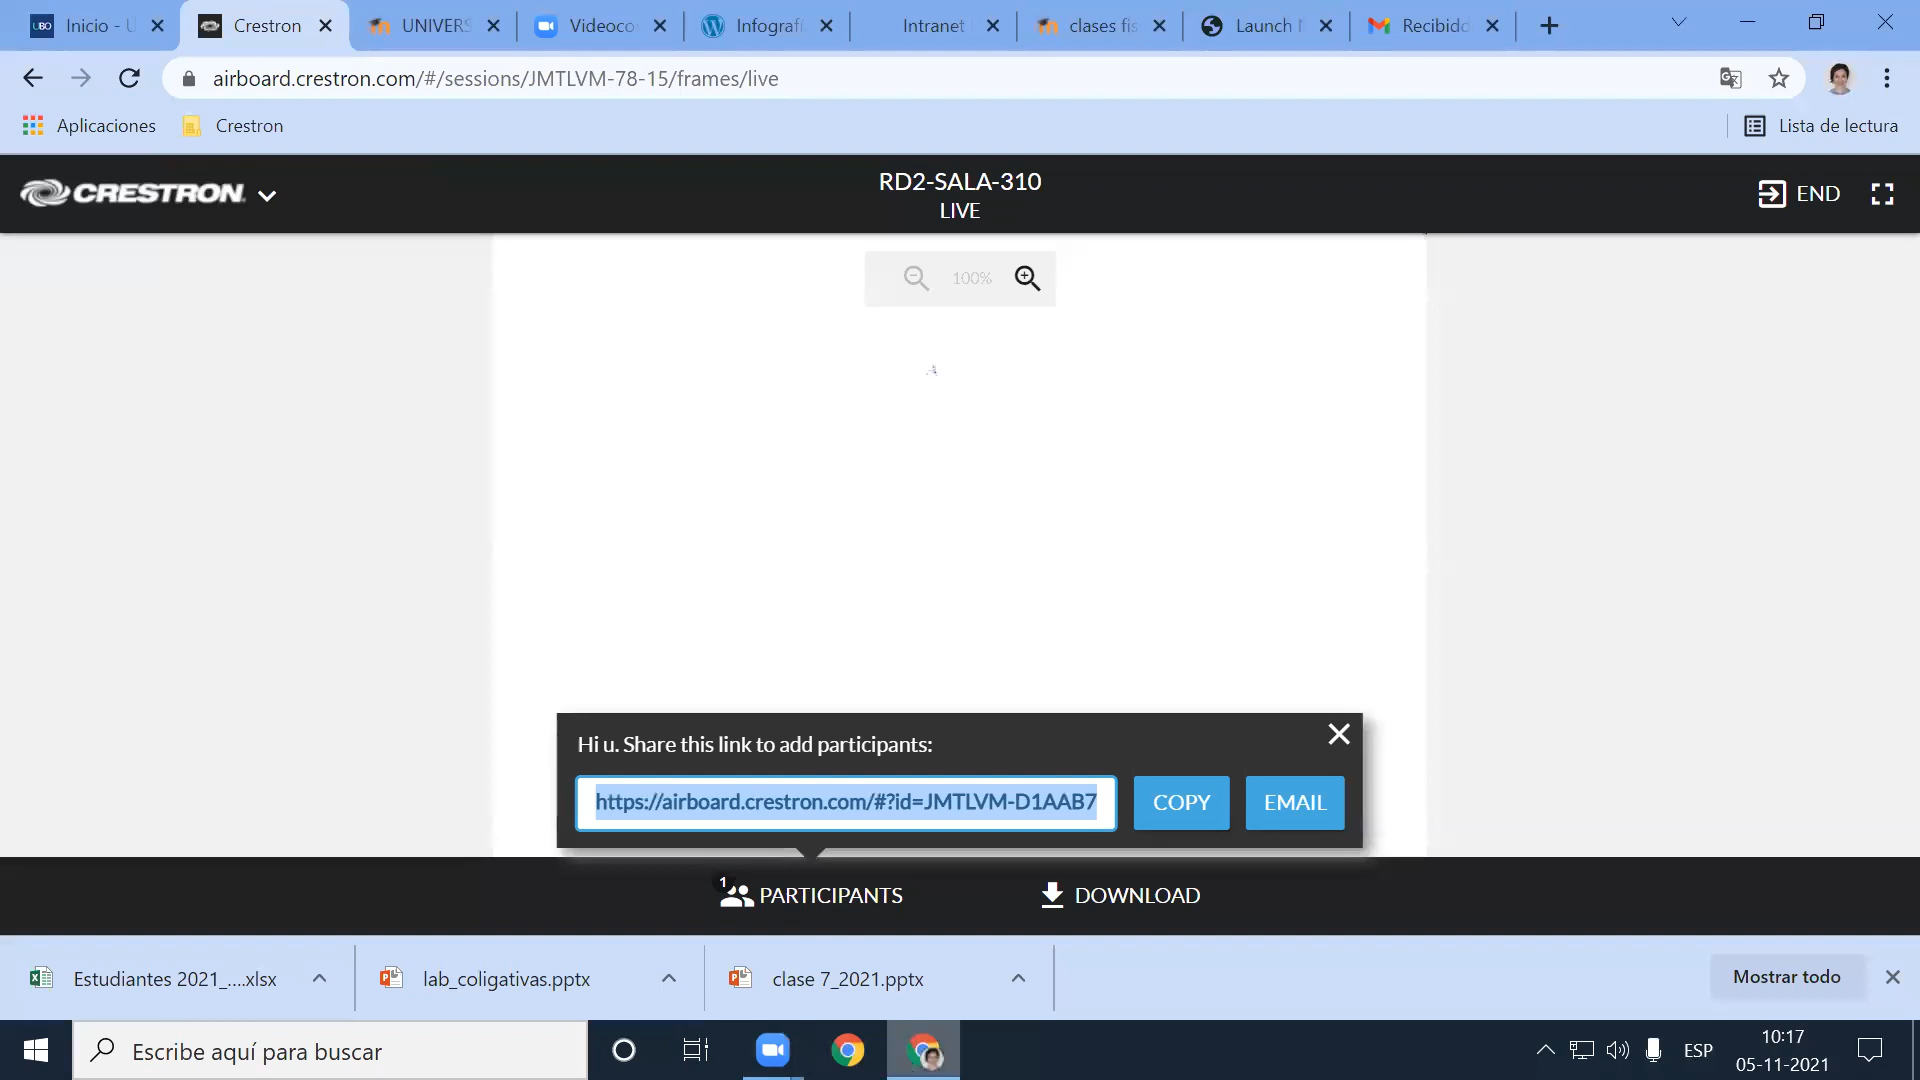 UBO
Inicio - U
Crestron
UNIVERS
Videoco
Infograf
Intranet
clases fis
Launch
Recibido
airboard.crestron.com/#/sessions/JMTLVM-78-15/frames/live
Aplicaciones
Crestron
Lista de lectura
CRESTRON
RD2-SALA-310
LIVE
END
100%
Hi u. Share this link to add participants:
https://airboard.crestron.com/#?id=JMTLVM-D1AAB7
COPY
EMAIL
1
PARTICIPANTS
DOWNLOAD
Estudiantes 2021_....xlsx
lab_coligativas.pptx
clase 7_2021.pptx
Mostrar todo
Escribe aquí para buscar
ESP
10:17
05-11-2021